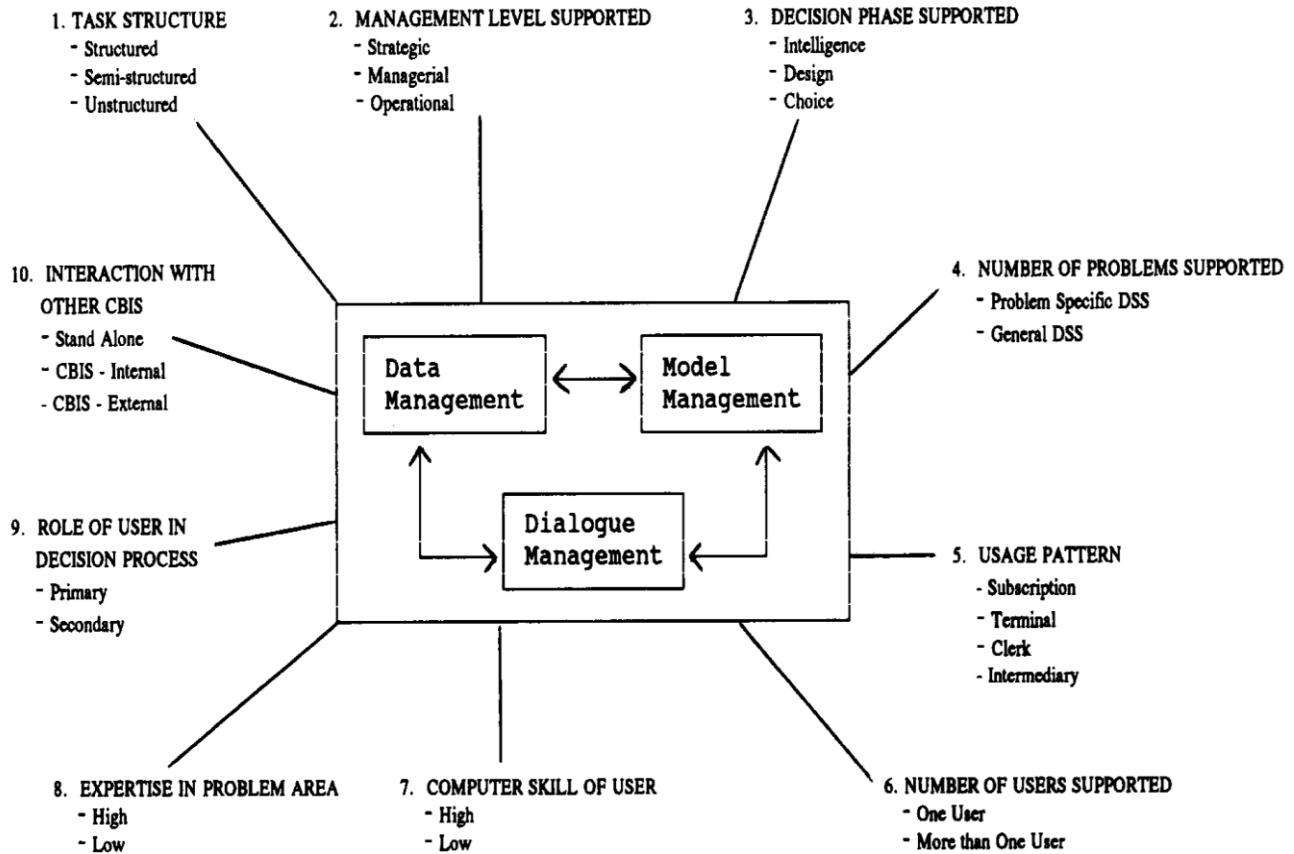 1. TASK STRUCTURE
- Structured
- Semi-structured
- Unstructured
2. MANAGEMENT LEVEL SUPPORTED
- Strategic
- Managerial
- Operational
3. DECISION PHASE SUPPORTED
- Intelligence
- Design
- Choice
10. INTERACTION WITH
OTHER CBIS
- Stand Alone
- CBIS - Internal
- CBIS - External
4. NUMBER OF PROBLEMS SUPPORTED
- Problem Specific DSS
- General DSS
Data
Management
Model
Management
Dialogue
Management
9. ROLE OF USER IN
DECISION PROCESS
- Primary
- Secondary
5. USAGE PATTERN
- Subscription
- Terminal
- Clerk
- Intermediary
8. EXPERTISE IN PROBLEM AREA
- High
- Low
7. COMPUTER SKILL OF USER
- High
- Low
6. NUMBER OF USERS SUPPORTED
- One User
- More than One User